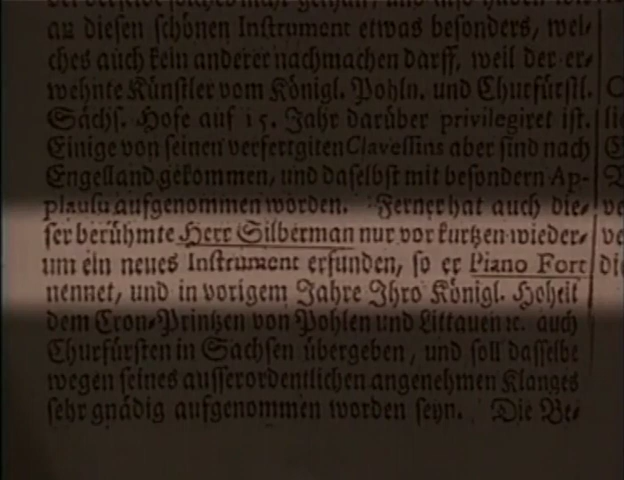 an diesen schönen Instrument etwas besonders, wel-
ches auch kein anderer nachmachen darff, weil der er-
wehnte Künstler vom Königl. Pohln. und Churfürstl.
Sächs. Hofe auf 15. Jahr darüber privilegiret ist.
Einige von seinen verfertgiten Clavessins aber sind nach
Engelland gekommen, und daselbst mit besondern Ap-
plausu aufgenommen worden. Ferner hat auch die-
ser berühmte Herr Silberman nur vor kurtzen wieder-
um ein neues Instrument erfunden, so er Piano Fort
nennet, und in vorigem Jahre Ihro Königl. Hoheit
dem Cron-Printzen von Pohlen und Littauen ꝛc. auch
Churfürsten in Sachsen übergeben, und soll dasselbe
wegen seines ausserordentlichen angenehmen Klanges
sehr gnädig aufgenommen worden seyn. Die Be-